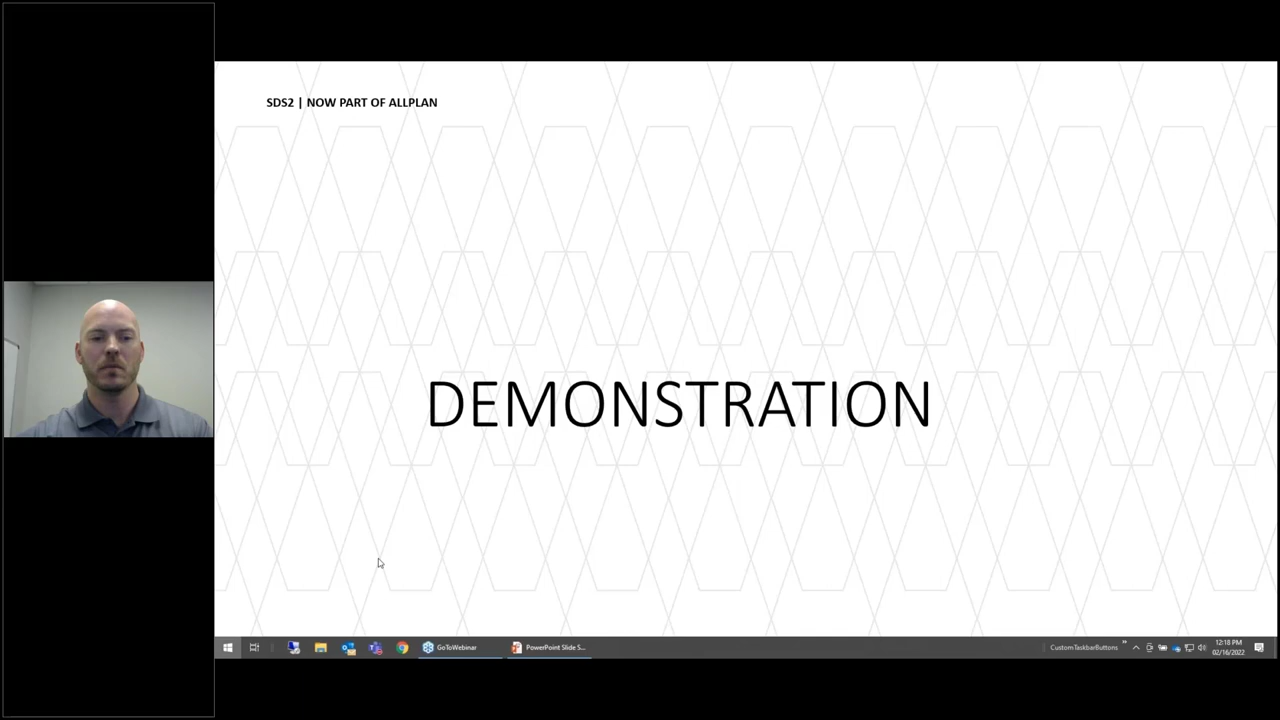 SDS2 | NOW PART OF ALLPLAN
DEMONSTRATION
GoToWebinar
PowerPoint Slide S...
CustomTaskbarButtons
12:18 PM
02/16/2022